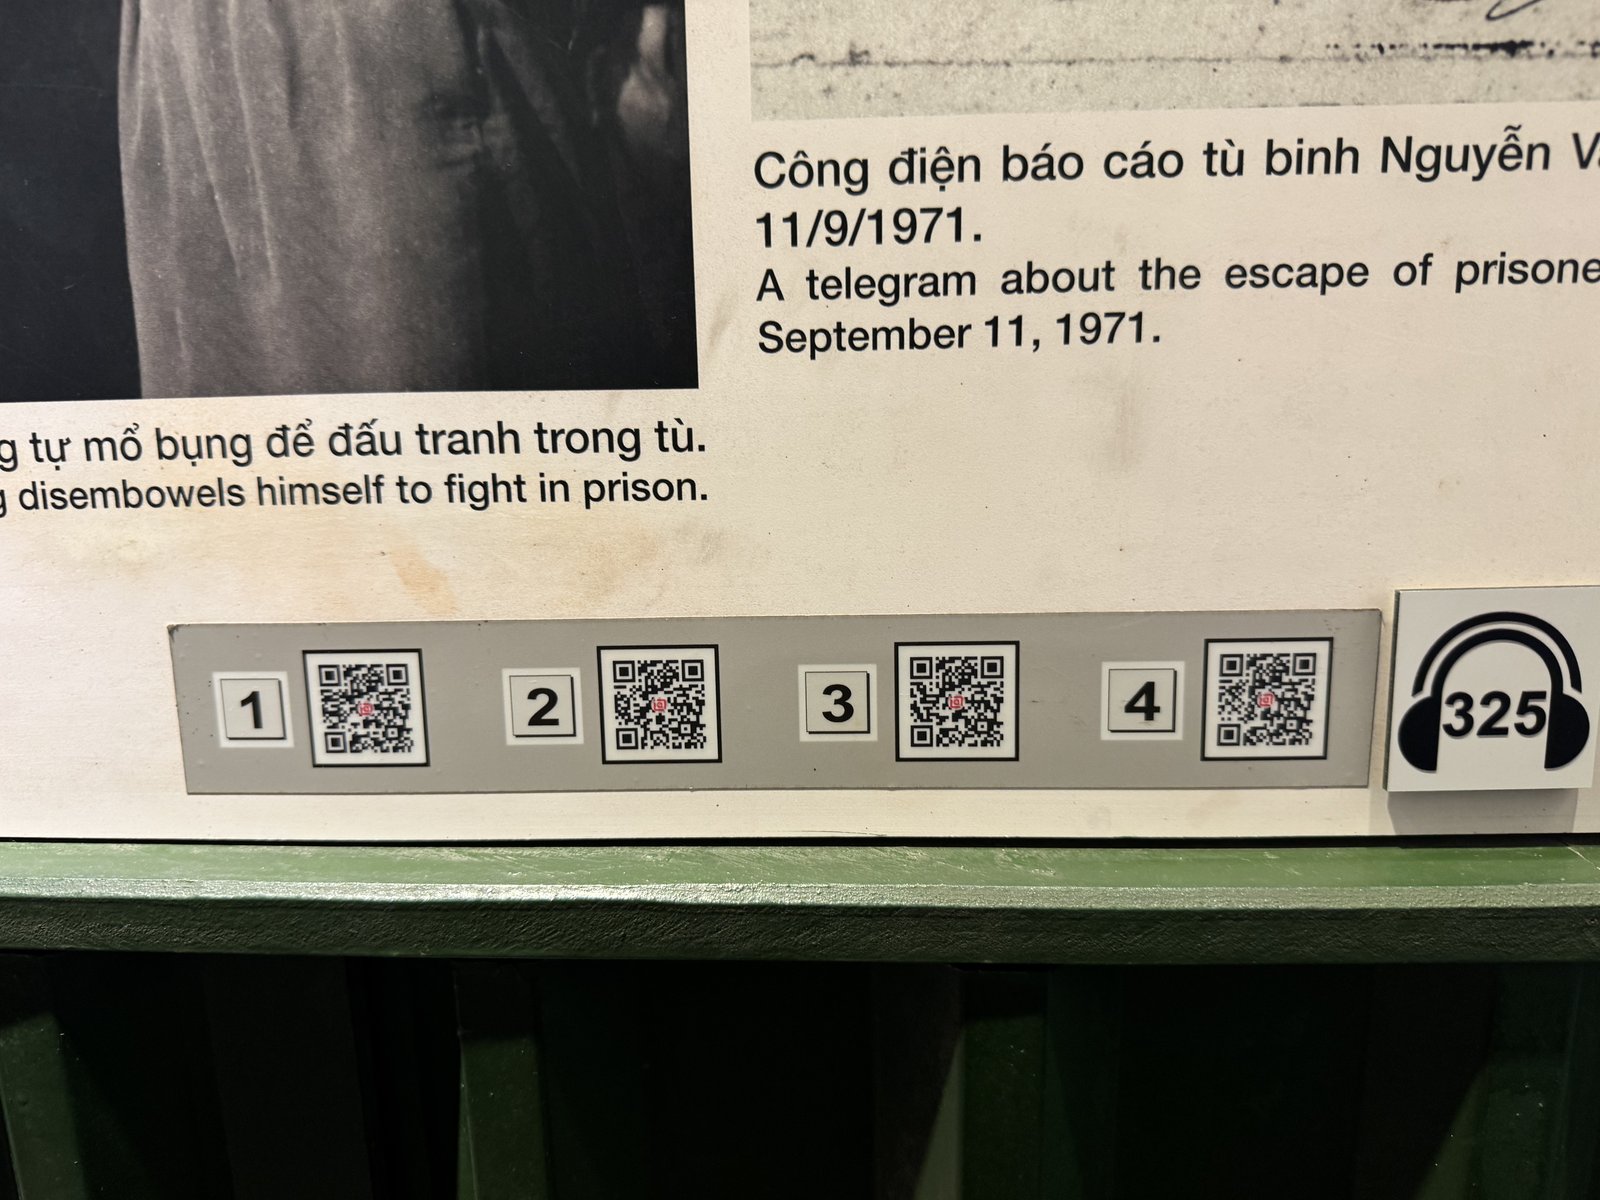 Công điện báo cáo tù binh Nguyễn
11/9/1971.
A telegram about the escape of
September 11, 1971.
tự mổ bụng để đấu tranh trong tù.
disembowels himself to fight in prison.
1 2 3 4 325